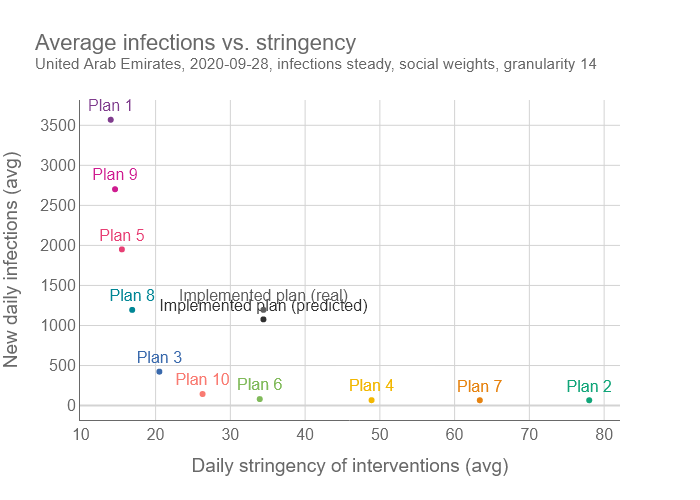 Average infections vs. stringency
United Arab Emirates, 2020-09-28, infections steady, social weights, granularity 14
New daily infections (avg)
3500
3000
2500
2000
1500
1000
500
0
Plan 1
Plan 9
Plan 5
Plan 8
Implemented plan (real)
Implemented plan (predicted)
Plan 3
Plan 10
Plan 6
Plan 4
Plan 7
Plan 2
10 20 30 40 50 60 70 80
Daily stringency of interventions (avg)